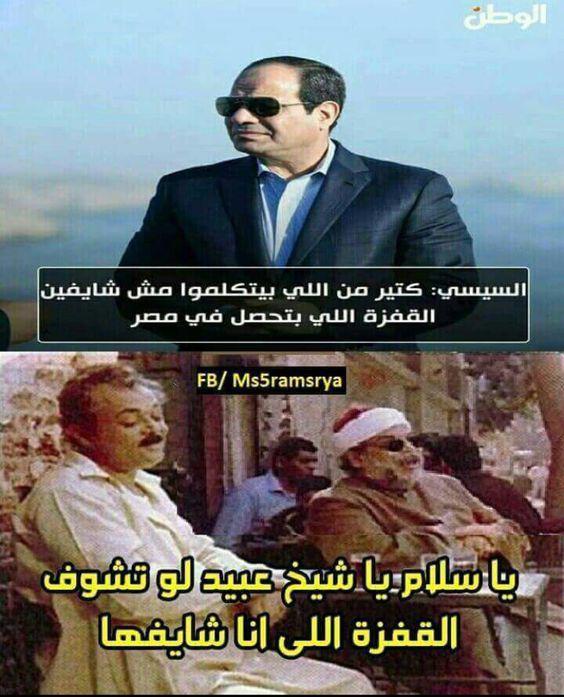 الوطن
السيسي: كتير من اللي بيتكلموا مش شايفين
القفزة اللي بتحصل في مصر
FB/ Ms5ramsrya
يا سلام يا شيخ عبيد لو تشوف
القفزة اللى انا شايفها